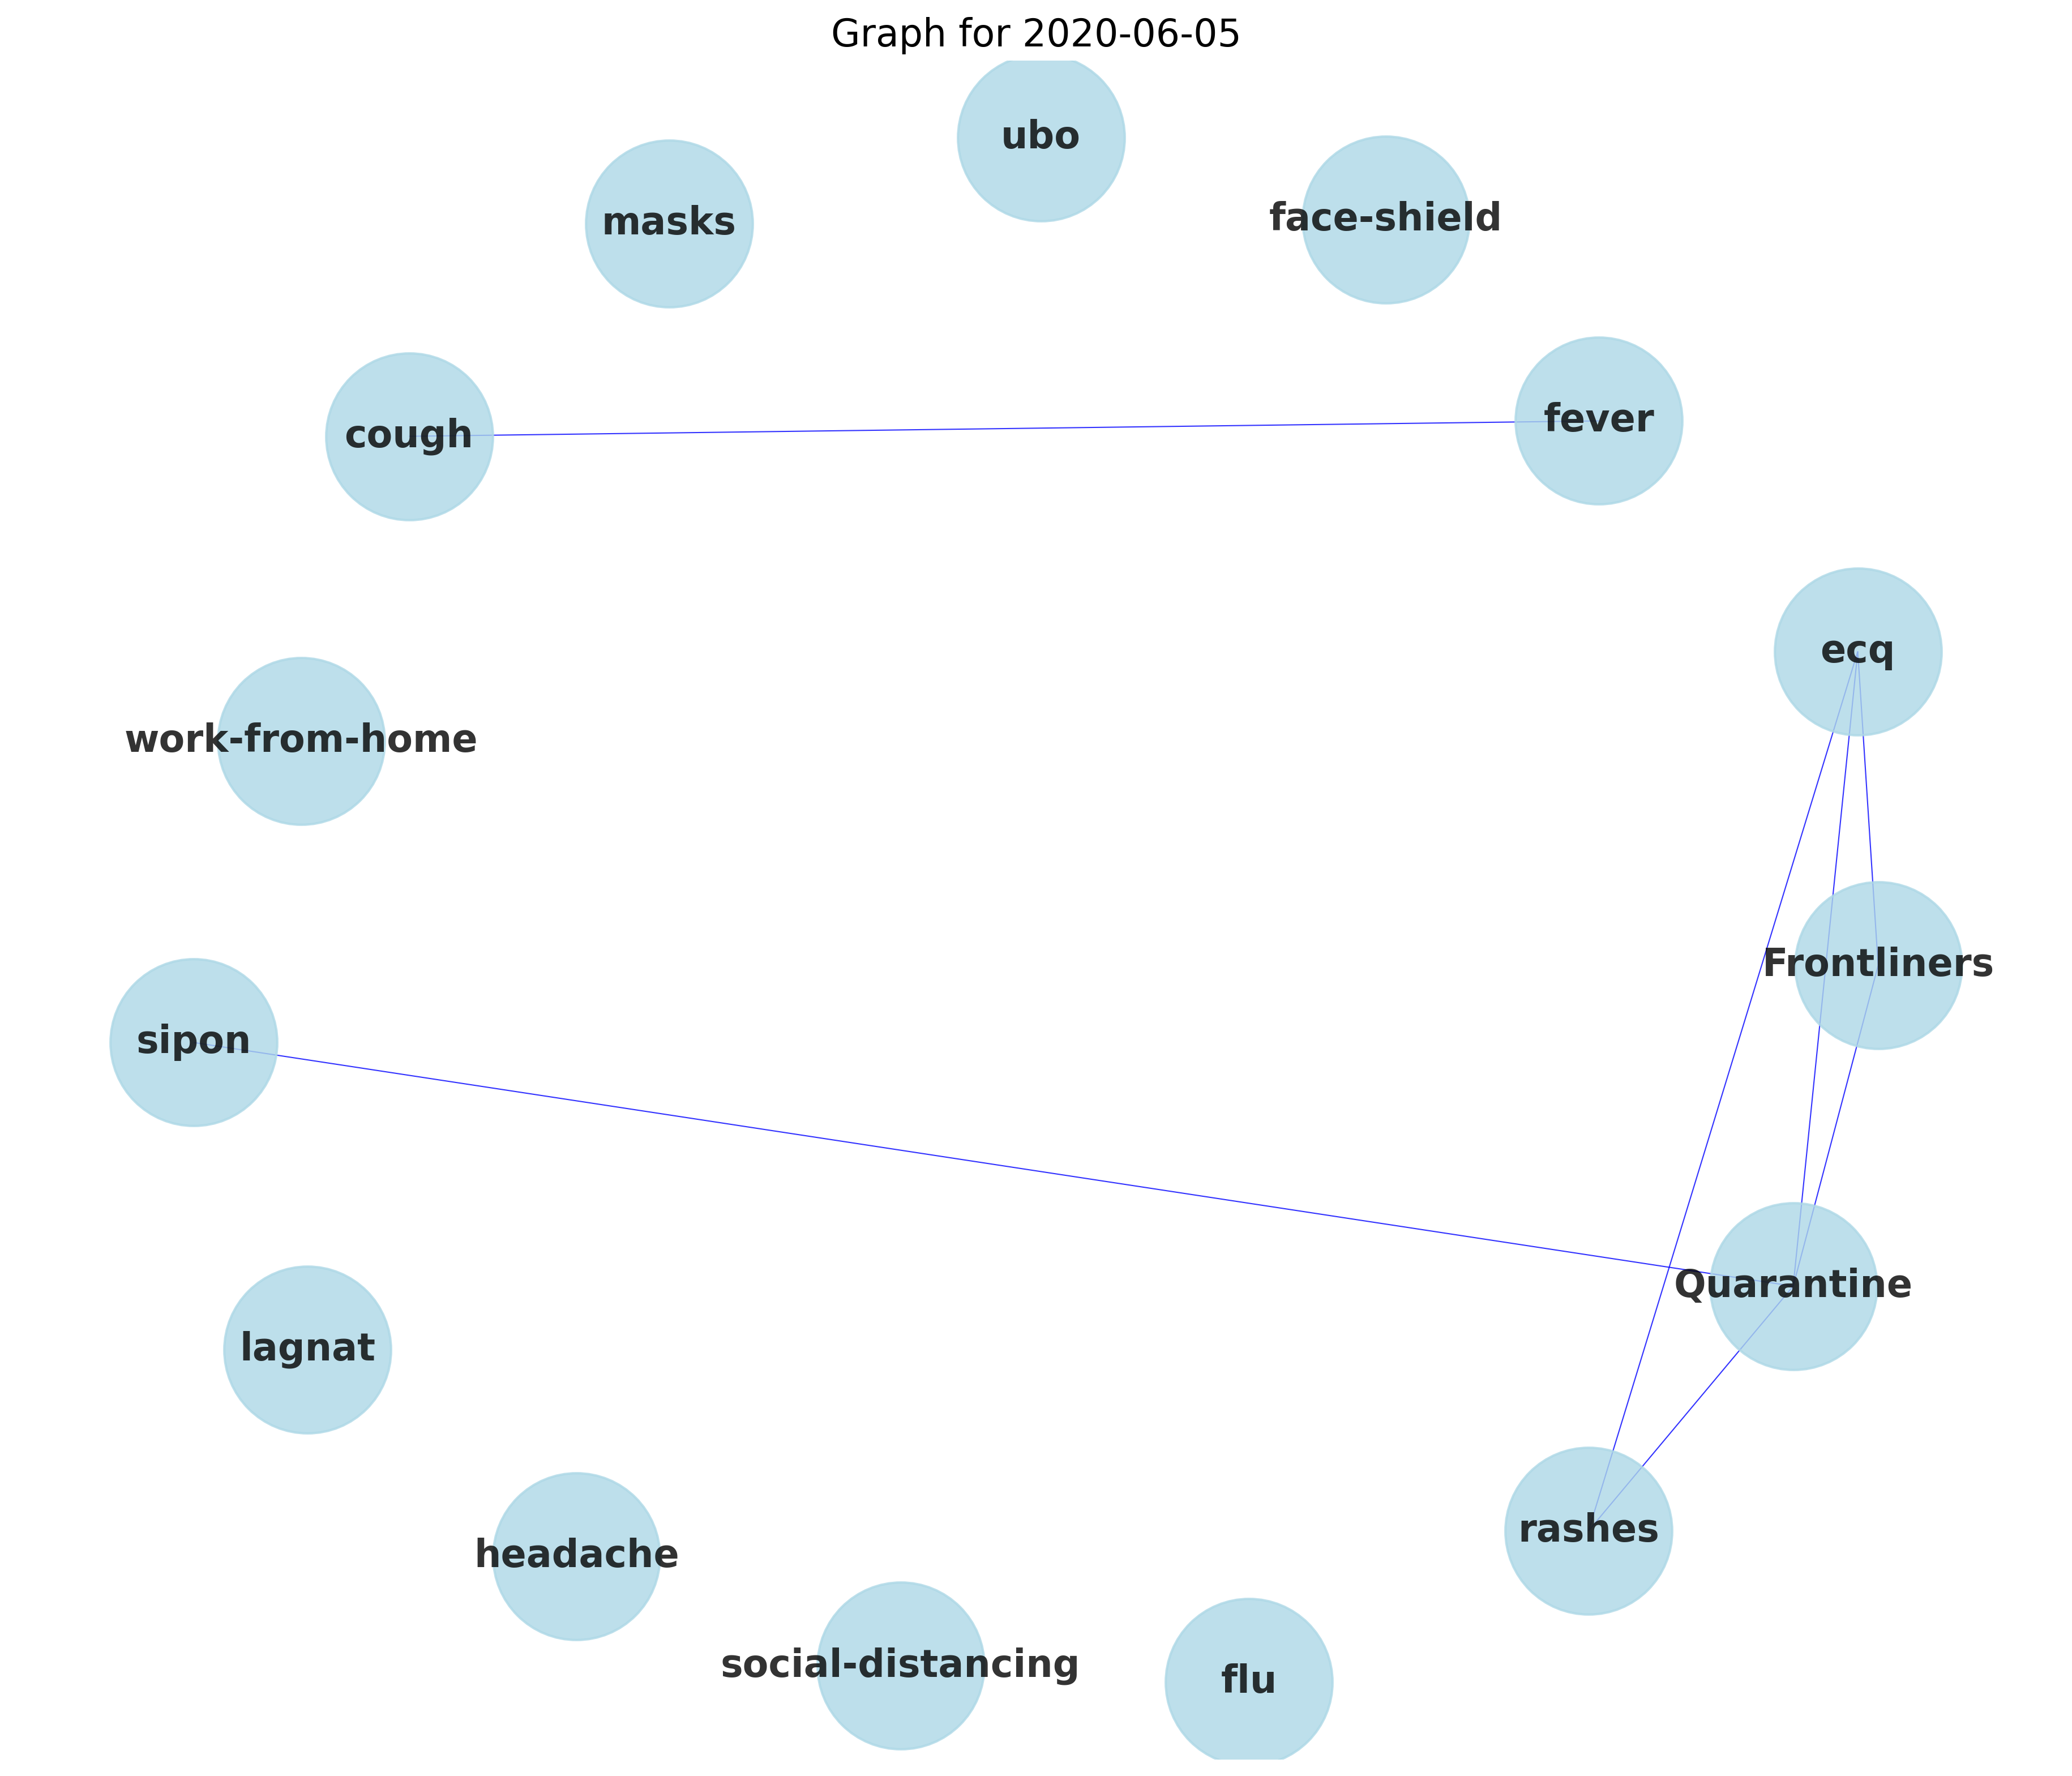 Graph for 2020-06-05
ubo
face-shield
masks
fever
cough
ecq
work-from-home
Frontliners
sipon
Quarantine
lagnat
rashes
headache
social-distancing
flu